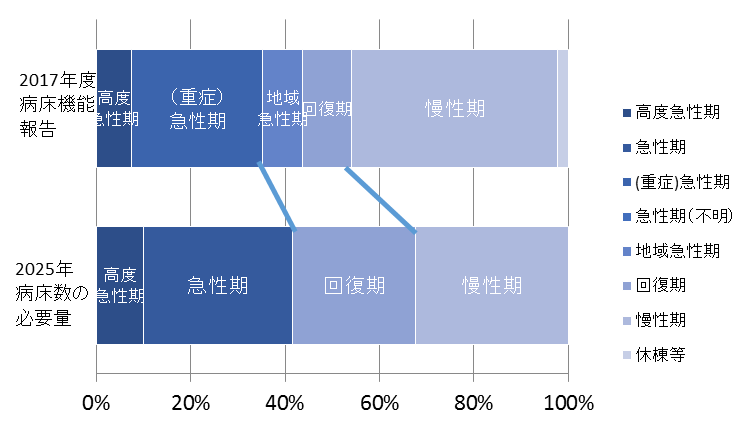 2017年度
病床機能
報告
高度
急性期
（重症）
急性期
地域
急性期
回復期
慢性期
2025年
病床数の
必要量
高度
急性期
急性期
回復期
慢性期
0%
20%
40%
60%
80%
100%
高度急性期
急性期
(重症)急性期
急性期（不明）
地域急性期
回復期
慢性期
休棟等